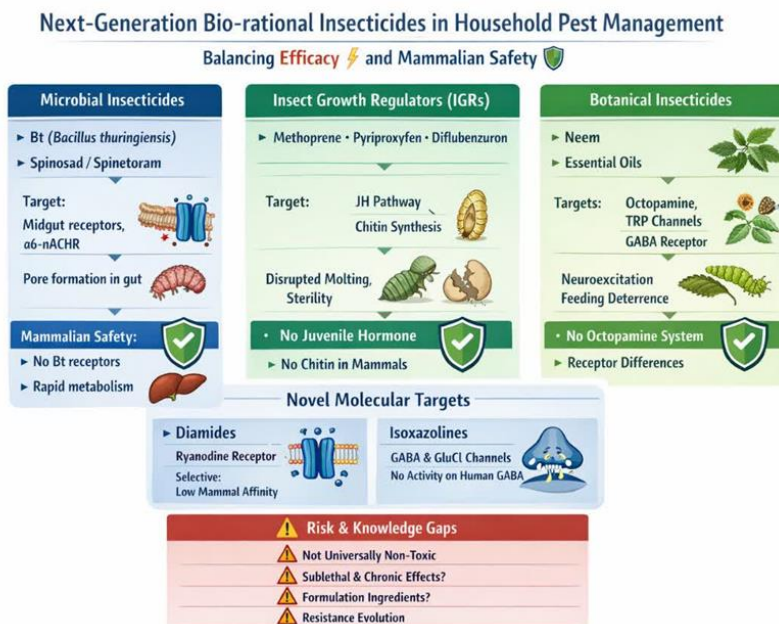 Next-Generation Bio-rational Insecticides in Household Pest Management
Balancing Efficacy and Mammalian Safety
Microbial Insecticides
Bt (Bacillus thuringiensis)
Spinosad / Spinetoram
Target:
Midgut receptors,
α6-nACHR
Pore formation in gut
Mammalian Safety:
No Bt receptors
Rapid metabolism
Insect Growth Regulators (IGRs)
Methoprene • Pyriproxyfen • Diflubenzuron
Target: JH Pathway
Chitin Synthesis
Disrupted Molting,
Sterility
• No Juvenile Hormone
No Chitin in Mammals
Botanical Insecticides
Neem
Essential Oils
Targets: Octopamine,
TRP Channels
GABA Receptor
Neuroexcitation
Feeding Deterrence
• No Octopamine System
Receptor Differences
Novel Molecular Targets
Diamides
Ryanodine Receptor
Selective:
Low Mammal Affinity
Isoxazolines
GABA & GluCl Channels
No Activity on Human GABA
Risk & Knowledge Gaps
Not Universally Non-Toxic
Sublethal & Chronic Effects?
Formulation Ingredients?
Resistance Evolution